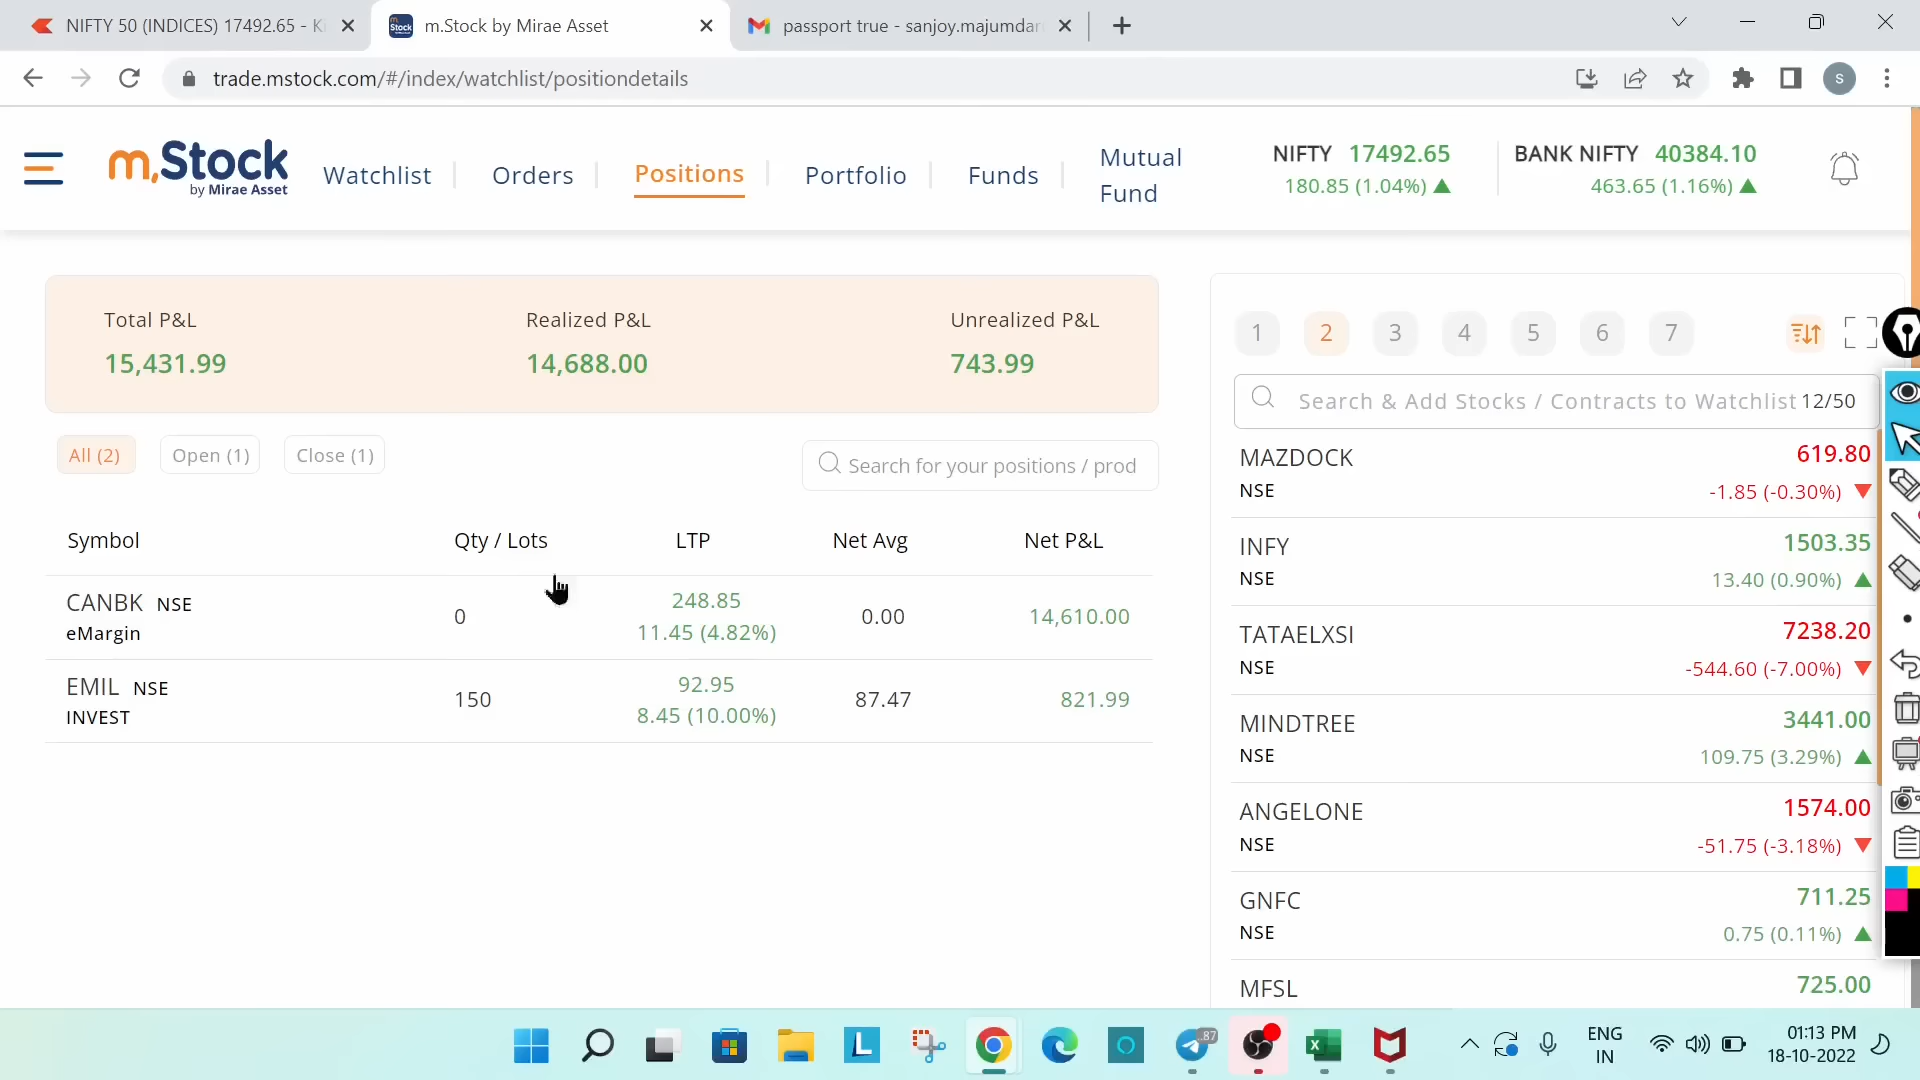 NIFTY 50 (INDICES) 17492.65 - Ki
m.Stock by Mirae Asset
passport true - sanjoy.majumdar
trade.mstock.com/#/index/watchlist/positiondetails
s
m.Stock
by Mirae Asset
Watchlist
Orders
Positions
Portfolio
Funds
Mutual
Fund
NIFTY 17492.65
180.85 (1.04%)
BANK NIFTY 40384.10
463.65 (1.16%)
Total P&L
Realized P&L
Unrealized P&L
15,431.99
14,688.00
743.99
All (2)
Open (1)
Close (1)
Search for your positions / prod
Symbol
Qty / Lots
LTP
Net Avg
Net P&L
CANBK NSE
eMargin
0
248.85
11.45 (4.82%)
0.00
14,610.00
EMIL NSE
INVEST
150
92.95
8.45 (10.00%)
87.47
821.99
1 2 3 4 5 6 7
Search & Add Stocks / Contracts to Watchlist 12/50
MAZDOCK 619.80
NSE -1.85 (-0.30%)
INFY 1503.35
NSE 13.40 (0.90%)
TATAELXSI 7238.20
NSE -544.60 (-7.00%)
MINDTREE 3441.00
NSE 109.75 (3.29%)
ANGELONE 1574.00
NSE -51.75 (-3.18%)
GNFC 711.25
NSE 0.75 (0.11%)
MFSL 725.00
L
..87
ENG
IN
01:13 PM
18-10-2022